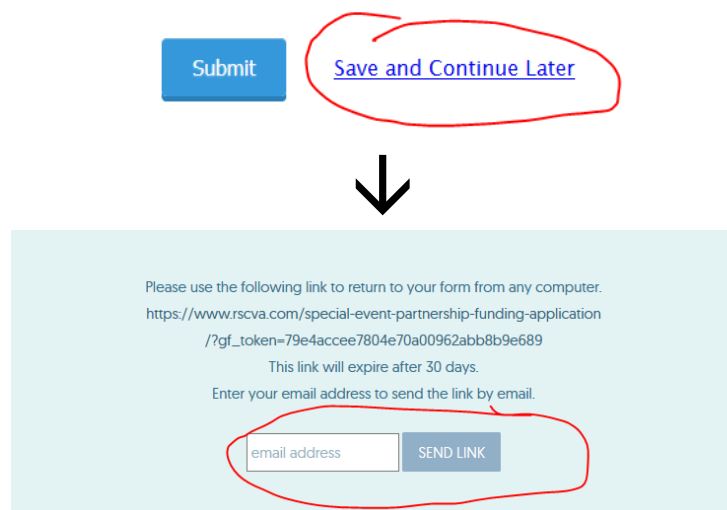 Submit Save and Continue Later
Please use the following link to return to your form from any computer.
https://www.rscva.com/special-event-partnership-funding-application
/?gf_token=79e4accee7804e70a00962abb8b9e689
This link will expire after 30 days.
Enter your email address to send the link by email.
email address SEND LINK